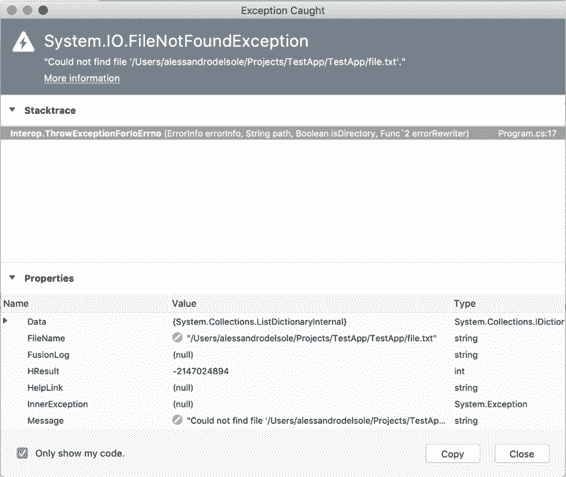 Exception Caught
System.IO.FileNotFoundException
"Could not find file '/Users/alessandrodelsole/Projects/TestApp/TestApp/file.txt'."
More information
Stacktrace
Interop.ThrowExceptionForIoErrno (ErrorInfo errorInfo, String path, Boolean isDirectory, Func`2 errorRewriter) Program.cs:17
Properties
Name Value Type
Data {System.Collections.ListDictionaryInternal} System.Collections.IDiction
FileName "/Users/alessandrodelsole/Projects/TestApp/TestApp/file.txt" string
FusionLog (null) string
HResult -2147024894 int
HelpLink (null) string
InnerException (null) System.Exception
Message "Could not find file '/Users/alessandrodelsole/Projects/TestAp... string
Only show my code. Copy Close